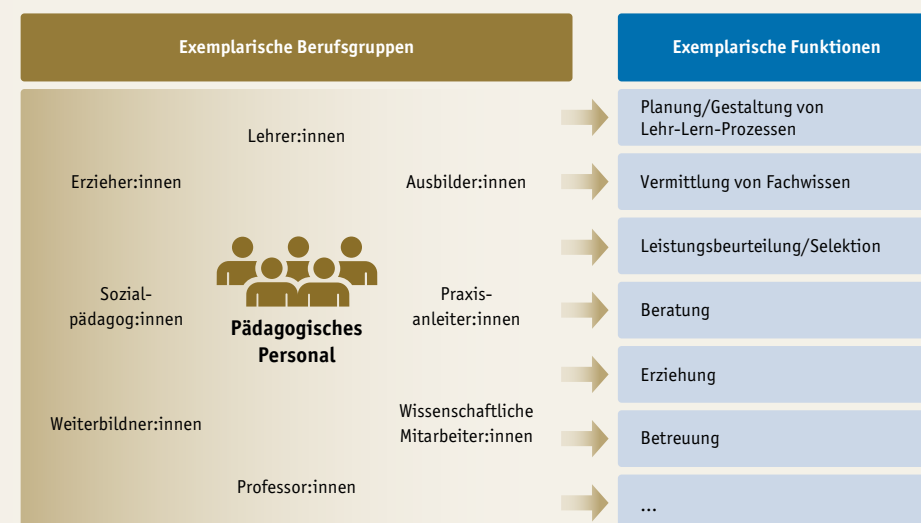 Exemplarische Berufsgruppen
Exemplarische Funktionen
Lehrer:innen
Erzieher:innen
Ausbilder:innen
Sozial-
pädagog:innen
Praxis-
anleiter:innen
Pädagogisches
Personal
Weiterbildner:innen
Wissenschaftliche
Mitarbeiter:innen
Professor:innen
Planung/Gestaltung von
Lehr-Lern-Prozessen
Vermittlung von Fachwissen
Leistungsbeurteilung/Selektion
Beratung
Erziehung
Betreuung
...